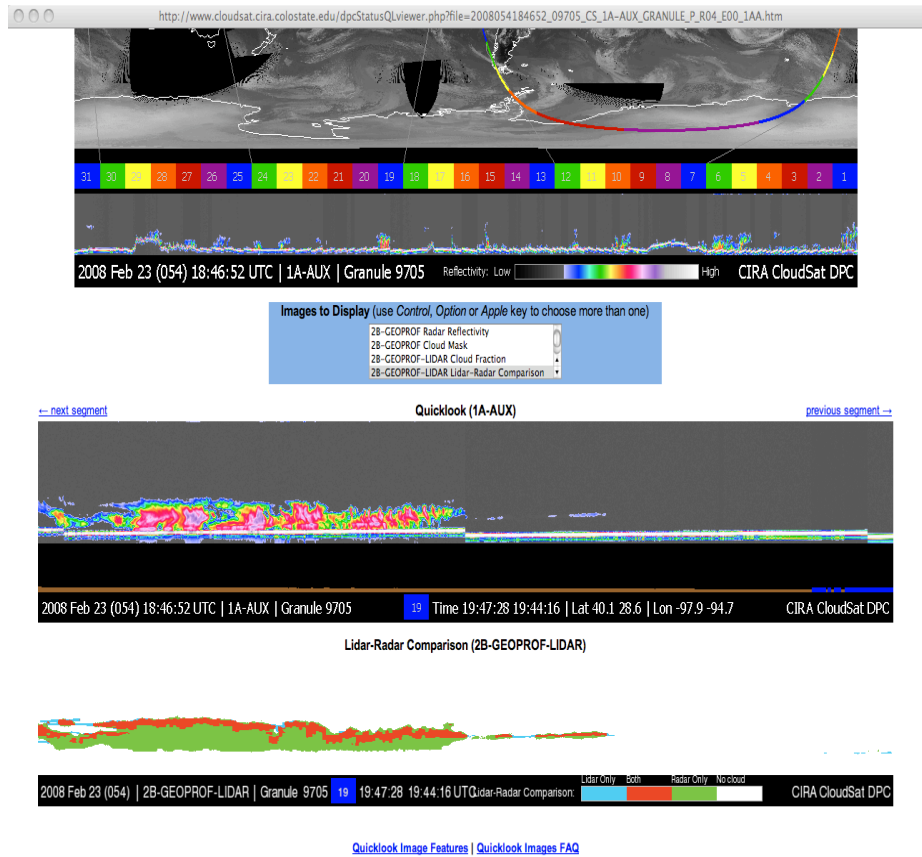 http://www.cloudsat.cira.colostate.edu/dpcStatusQLviewer.php?file=2008054184652_09705_CS_1A-AUX_GRANULE_P_R04_E00_1AA.htm
31 30 29 28 27 26 25 24 23 22 21 20 19 18 17 16 15 14 13 12 11 10 9 8 7 6 5 4 3 2 1
2008 Feb 23 (054) 18:46:52 UTC | 1A-AUX | Granule 9705 Reflectivity: Low High CIRA CloudSat DPC
Images to Display (use Control, Option or Apple key to choose more than one)
2B-GEOPROF Radar Reflectivity
2B-GEOPROF Cloud Mask
2B-GEOPROF-LIDAR Cloud Fraction
2B-GEOPROF-LIDAR Lidar-Radar Comparison
← next segment Quicklook (1A-AUX) previous segment →
2008 Feb 23 (054) 18:46:52 UTC | 1A-AUX | Granule 9705 19 Time 19:47:28 19:44:16 | Lat 40.1 28.6 | Lon -97.9 -94.7 CIRA CloudSat DPC
Lidar-Radar Comparison (2B-GEOPROF-LIDAR)
Lidar Only Both Radar Only No cloud
2008 Feb 23 (054) | 2B-GEOPROF-LIDAR | Granule 9705 19 19:47:28 19:44:16 UTC Lidar-Radar Comparison: CIRA CloudSat DPC
Quicklook Image Features | Quicklook Images FAQ